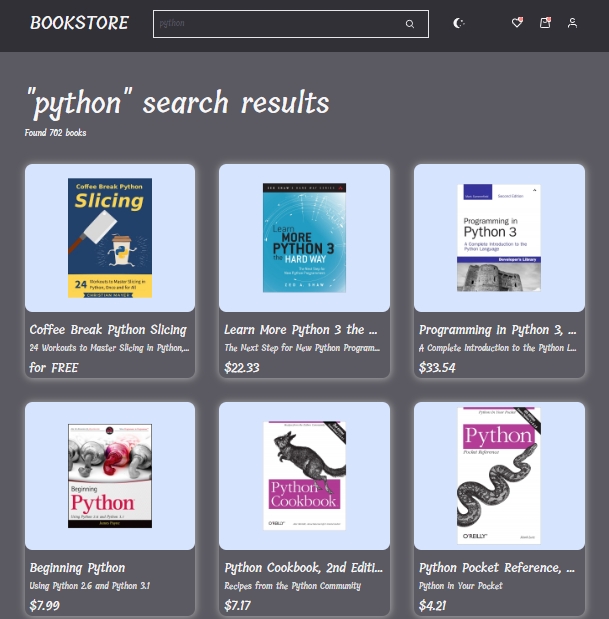 BOOKSTORE
python
"python" search results
Found 702 books
Coffee Break Python
Slicing
24 Workouts to Master Slicing in
Python, Once and for All
CHRISTIAN MAYER
Learn
MORE
PYTHON 3
the HARD WAY
The Next Step for
New Python Programmers
ZED A. SHAW
Second Edition
Programming in
Python 3
A Complete Introduction to the
Python Language
Developer's Library
Coffee Break Python Slicing
24 Workouts to Master Slicing in Python,...
for FREE
Learn More Python 3 the ...
The Next Step for New Python Program...
$22.33
Programming in Python 3, ...
A Complete Introduction to the Python L...
$33.54
Beginning
Python
Using Python 2.6 and Python 3.1
James Payne
Python
Cookbook
O'REILLY
Python in Your Pocket
Python
Pocket Reference
O'REILLY
Beginning Python
Using Python 2.6 and Python 3.1
$7.99
Python Cookbook, 2nd Editi...
Recipes from the Python Community
$7.17
Python Pocket Reference, ...
Python in Your Pocket
$4.21